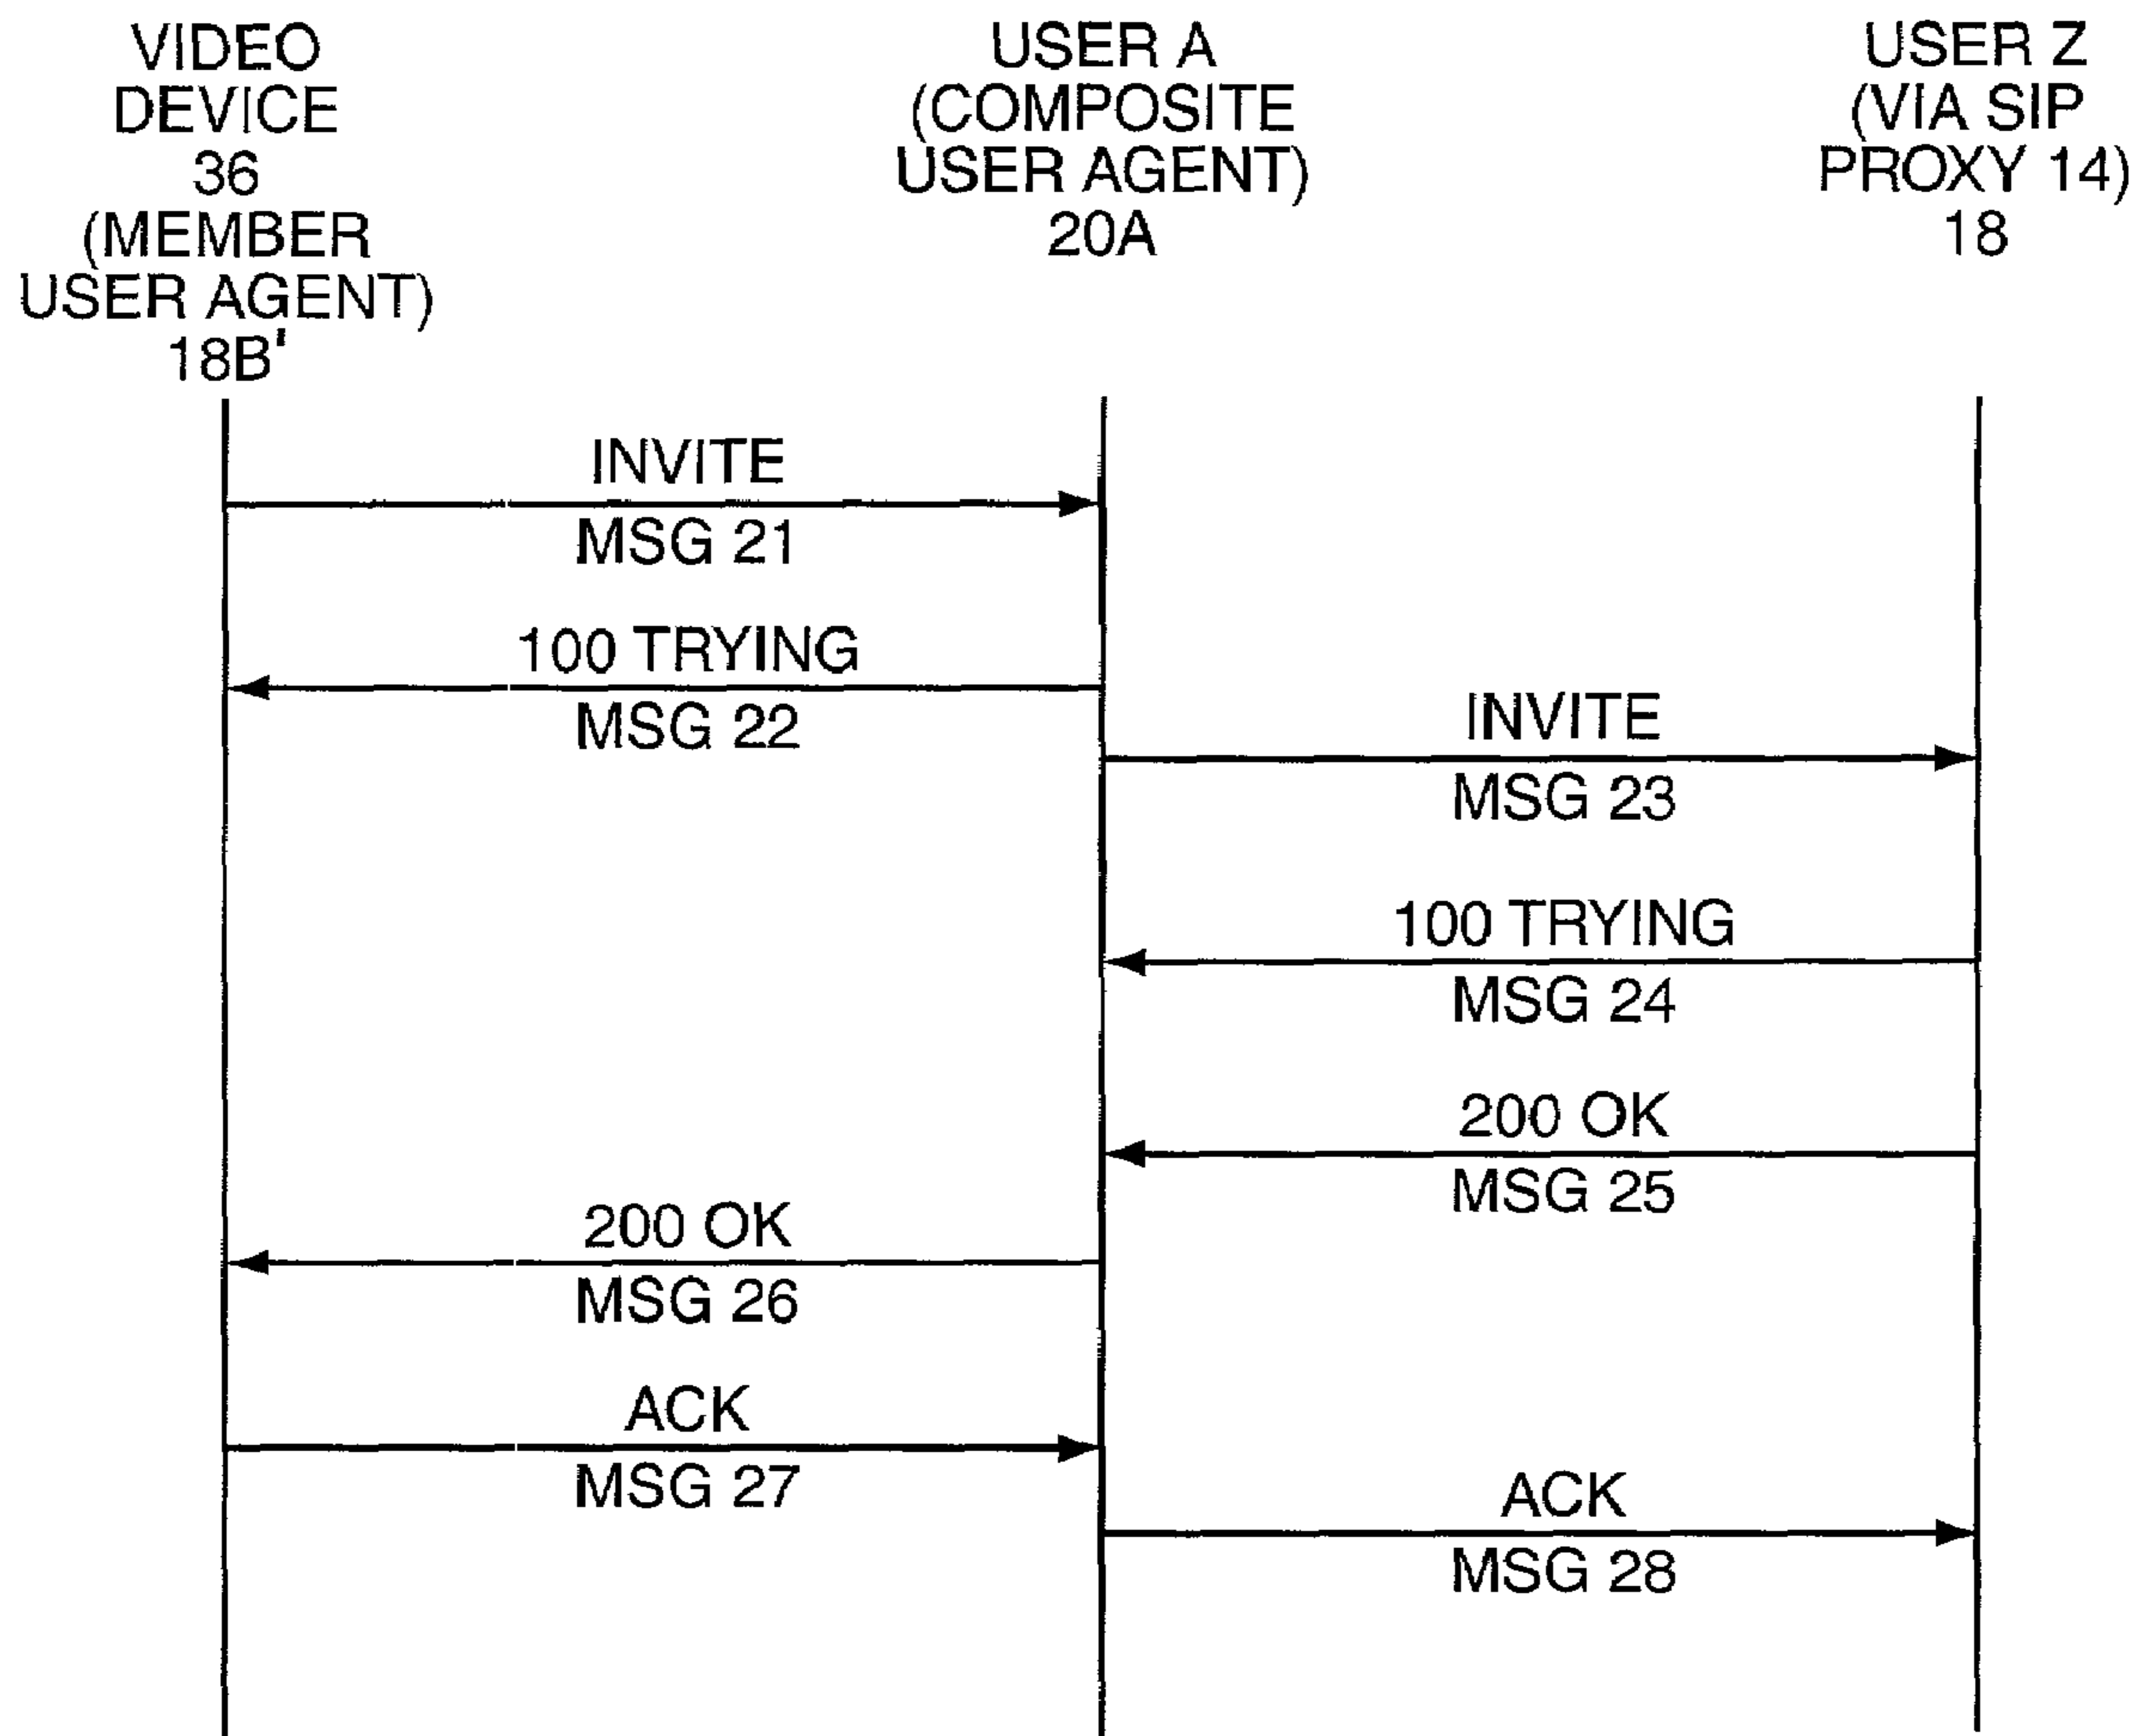 VIDEO
DEVICE
36
(MEMBER
USER AGENT)
18B'
USER A
(COMPOSITE
USER AGENT)
20A
USER Z
(VIA SIP
PROXY 14)
18
INVITE
MSG 21
100 TRYING
MSG 22
INVITE
MSG 23
100 TRYING
MSG 24
200 OK
MSG 25
200 OK
MSG 26
ACK
MSG 27
ACK
MSG 28